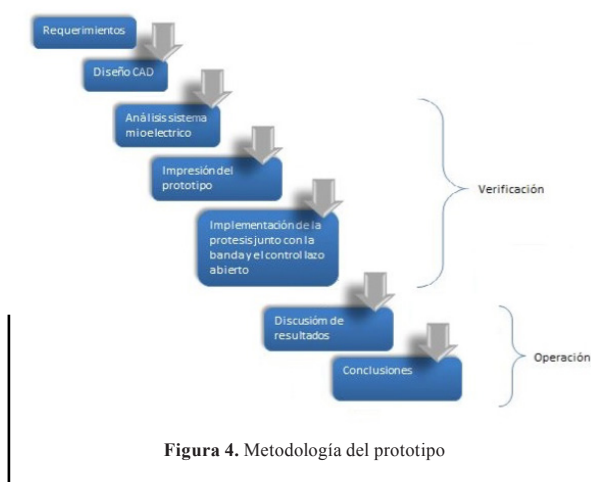 Requerimientos
Diseño CAD
Análisis sistema
mioelectrico
Impresión del
prototipo
Verificación
Implementación de la
protesis junto con la
banda y el control lazo
abierto
Discusióm de
resultados
Operación
Conclusiones
Figura 4. Metodología del prototipo